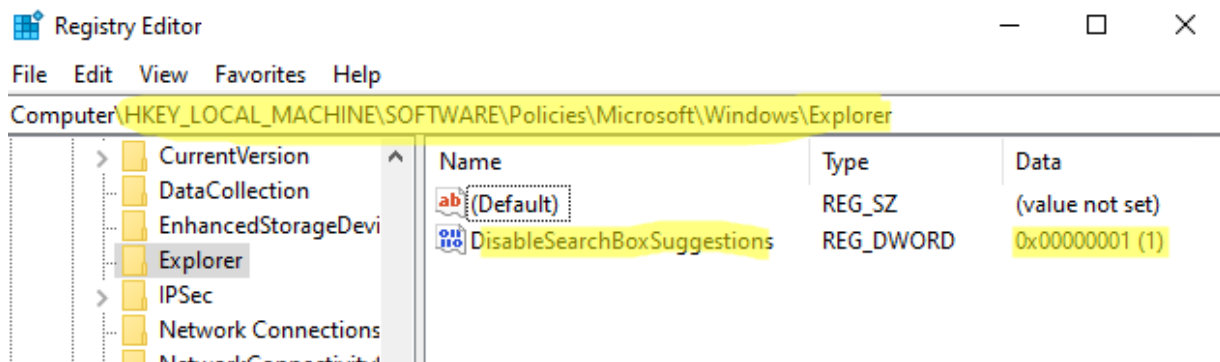 Registry Editor
File Edit View Favorites Help
Computer\HKEY_LOCAL_MACHINE\SOFTWARE\Policies\Microsoft\Windows\Explorer
CurrentVersion
DataCollection
EnhancedStorageDevi
Explorer
IPSec
Network Connections
Name Type Data
ab (Default) REG_SZ (value not set)
DisableSearchBoxSuggestions REG_DWORD 0x00000001 (1)